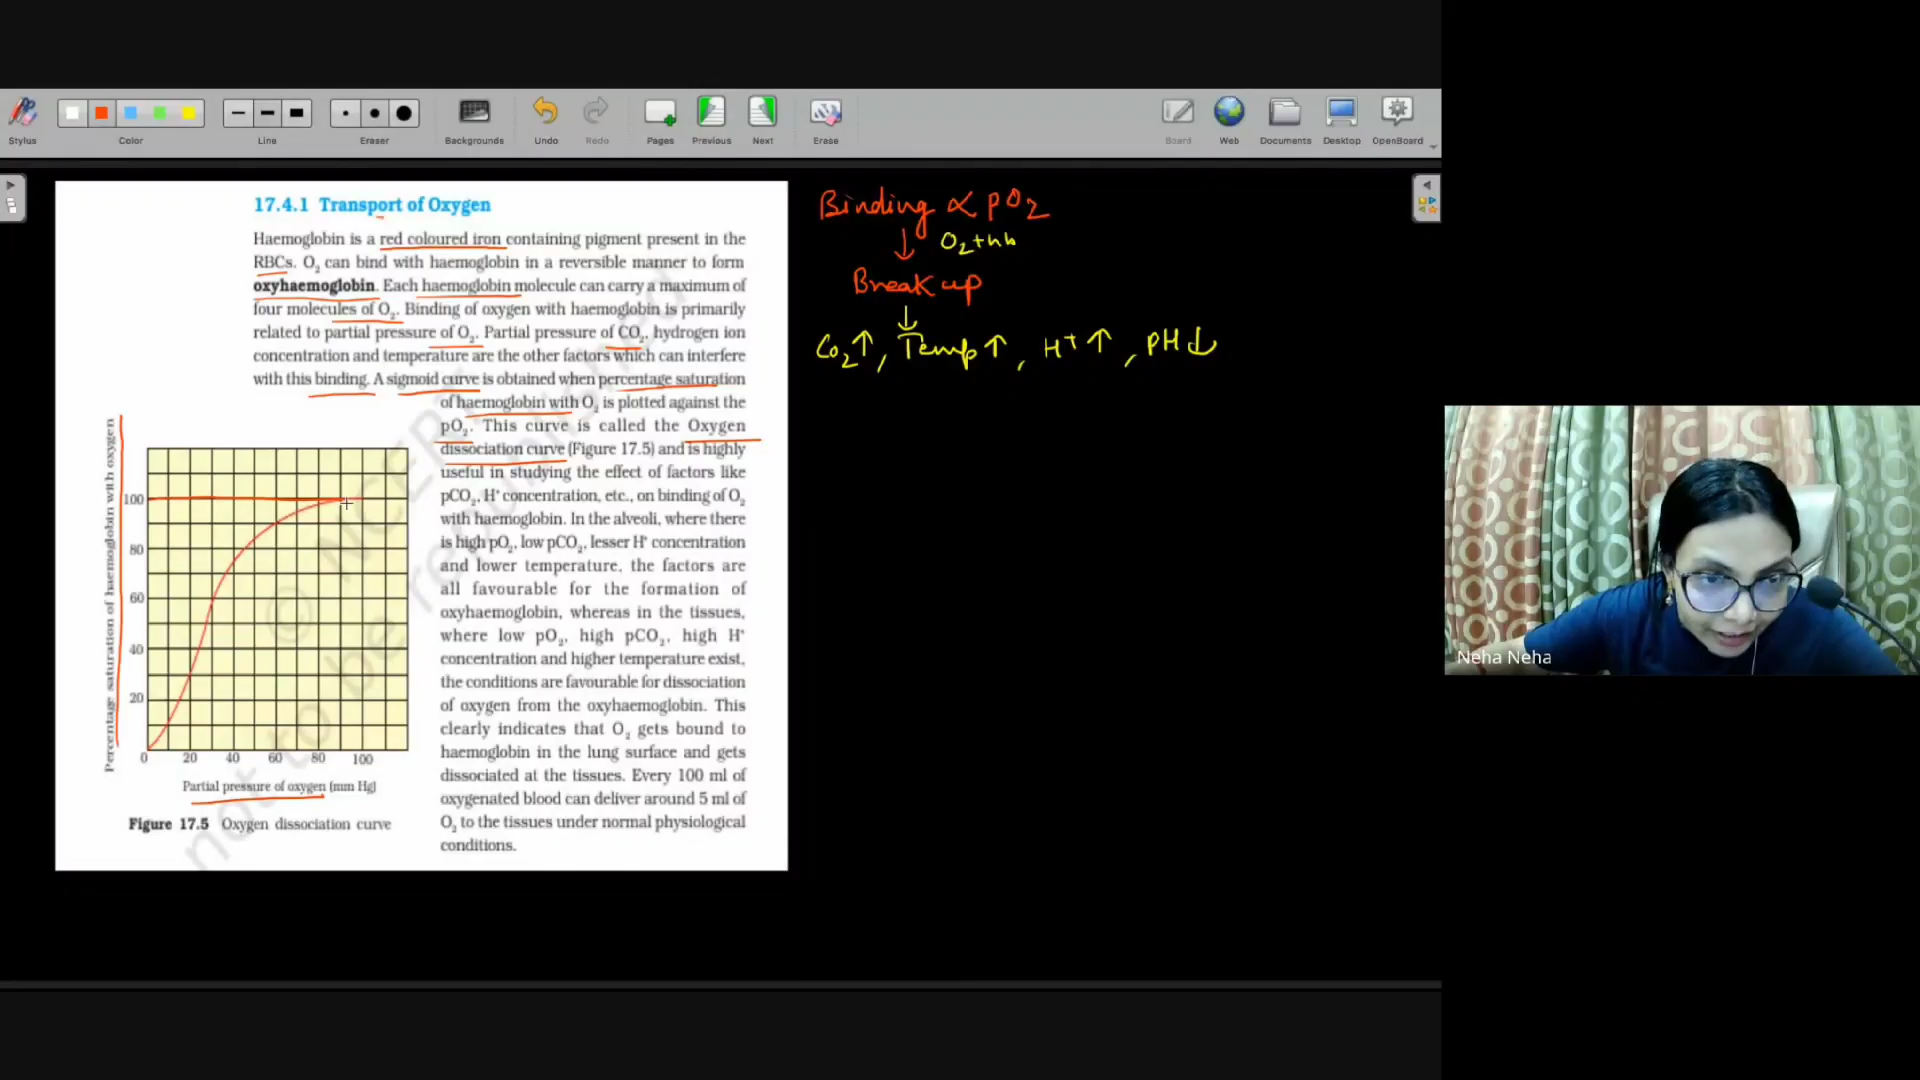 Stylus
Color
Line
Eraser
Backgrounds
Undo
Redo
Pages
Previous
Next
Erase
Board
Web
Documents
Desktop
OpenBoard
17.4.1 Transport of Oxygen
Haemoglobin is a red coloured iron containing pigment present in the
RBCs. O₂ can bind with haemoglobin in a reversible manner to form
oxyhaemoglobin. Each haemoglobin molecule can carry a maximum of
four molecules of O₂. Binding of oxygen with haemoglobin is primarily
related to partial pressure of O₂. Partial pressure of CO₂, hydrogen ion
concentration and temperature are the other factors which can interfere
with this binding. A sigmoid curve is obtained when percentage saturation
of haemoglobin with O₂ is plotted against the
pO₂. This curve is called the Oxygen
dissociation curve (Figure 17.5) and is highly
useful in studying the effect of factors like
pCO₂, H⁺ concentration, etc., on binding of O₂
with haemoglobin. In the alveoli, where there
is high pO₂, low pCO₂, lesser H⁺ concentration
and lower temperature, the factors are
all favourable for the formation of
oxyhaemoglobin, whereas in the tissues,
where low pO₂, high pCO₂, high H⁺
concentration and higher temperature exist,
the conditions are favourable for dissociation
of oxygen from the oxyhaemoglobin. This
clearly indicates that O₂ gets bound to
haemoglobin in the lung surface and gets
dissociated at the tissues. Every 100 ml of
oxygenated blood can deliver around 5 ml of
O₂ to the tissues under normal physiological
conditions.
Percentage saturation of haemoglobin with oxygen
100
80
60
40
20
0 20 40 60 80 100
Partial pressure of oxygen (mm Hg)
Figure 17.5 Oxygen dissociation curve
© NCERT
not to be republished
Binding ∝ pO₂
↓ O₂+hb
Break up
↓
Co₂↑, Temp↑, H⁺↑, PH↓
Neha Neha